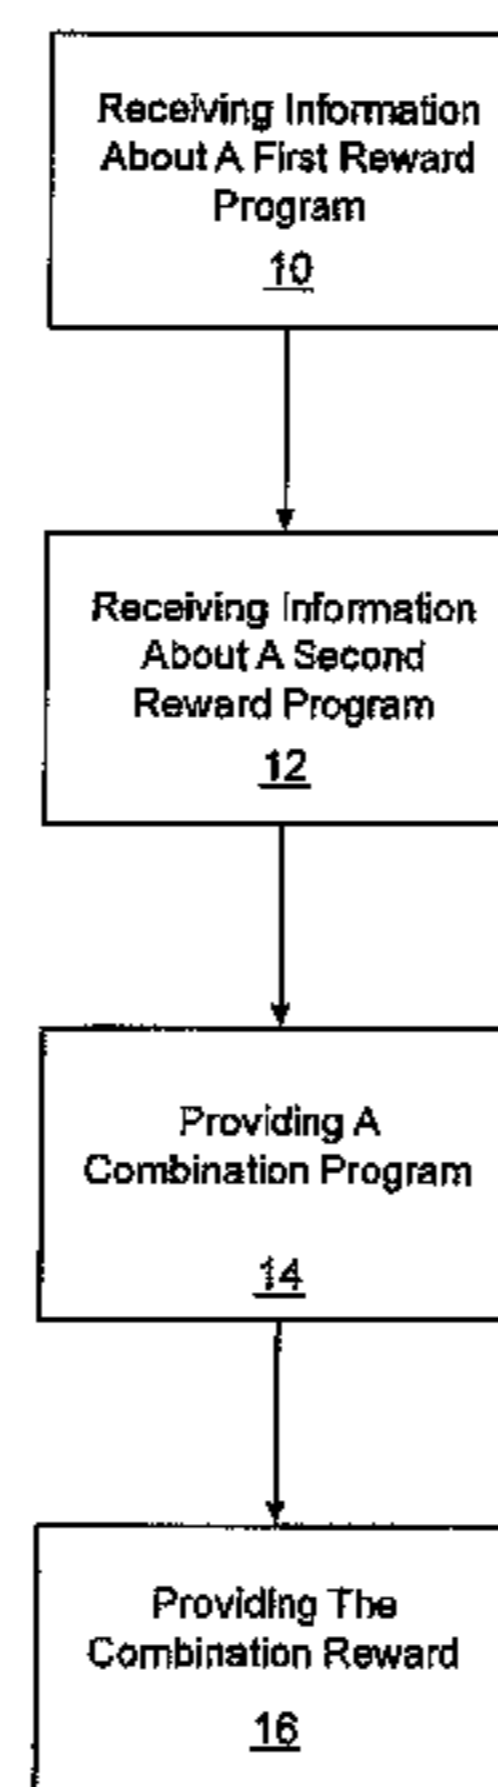 Receiving Information
About A First Reward
Program
10
Receiving Information
About A Second
Reward Program
12
Providing A
Combination Program
14
Providing The
Combination Reward
16